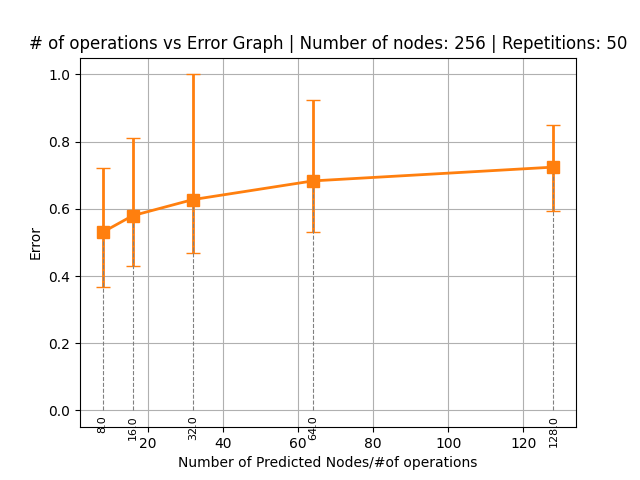 # of operations vs Error Graph | Number of nodes: 256 | Repetitions: 50
1.0
0.8
0.6
0.4
0.2
0.0
Error
8.0
16.0
32.0
64.0
128.0
20 40 60 80 100 120
Number of Predicted Nodes/#of operations